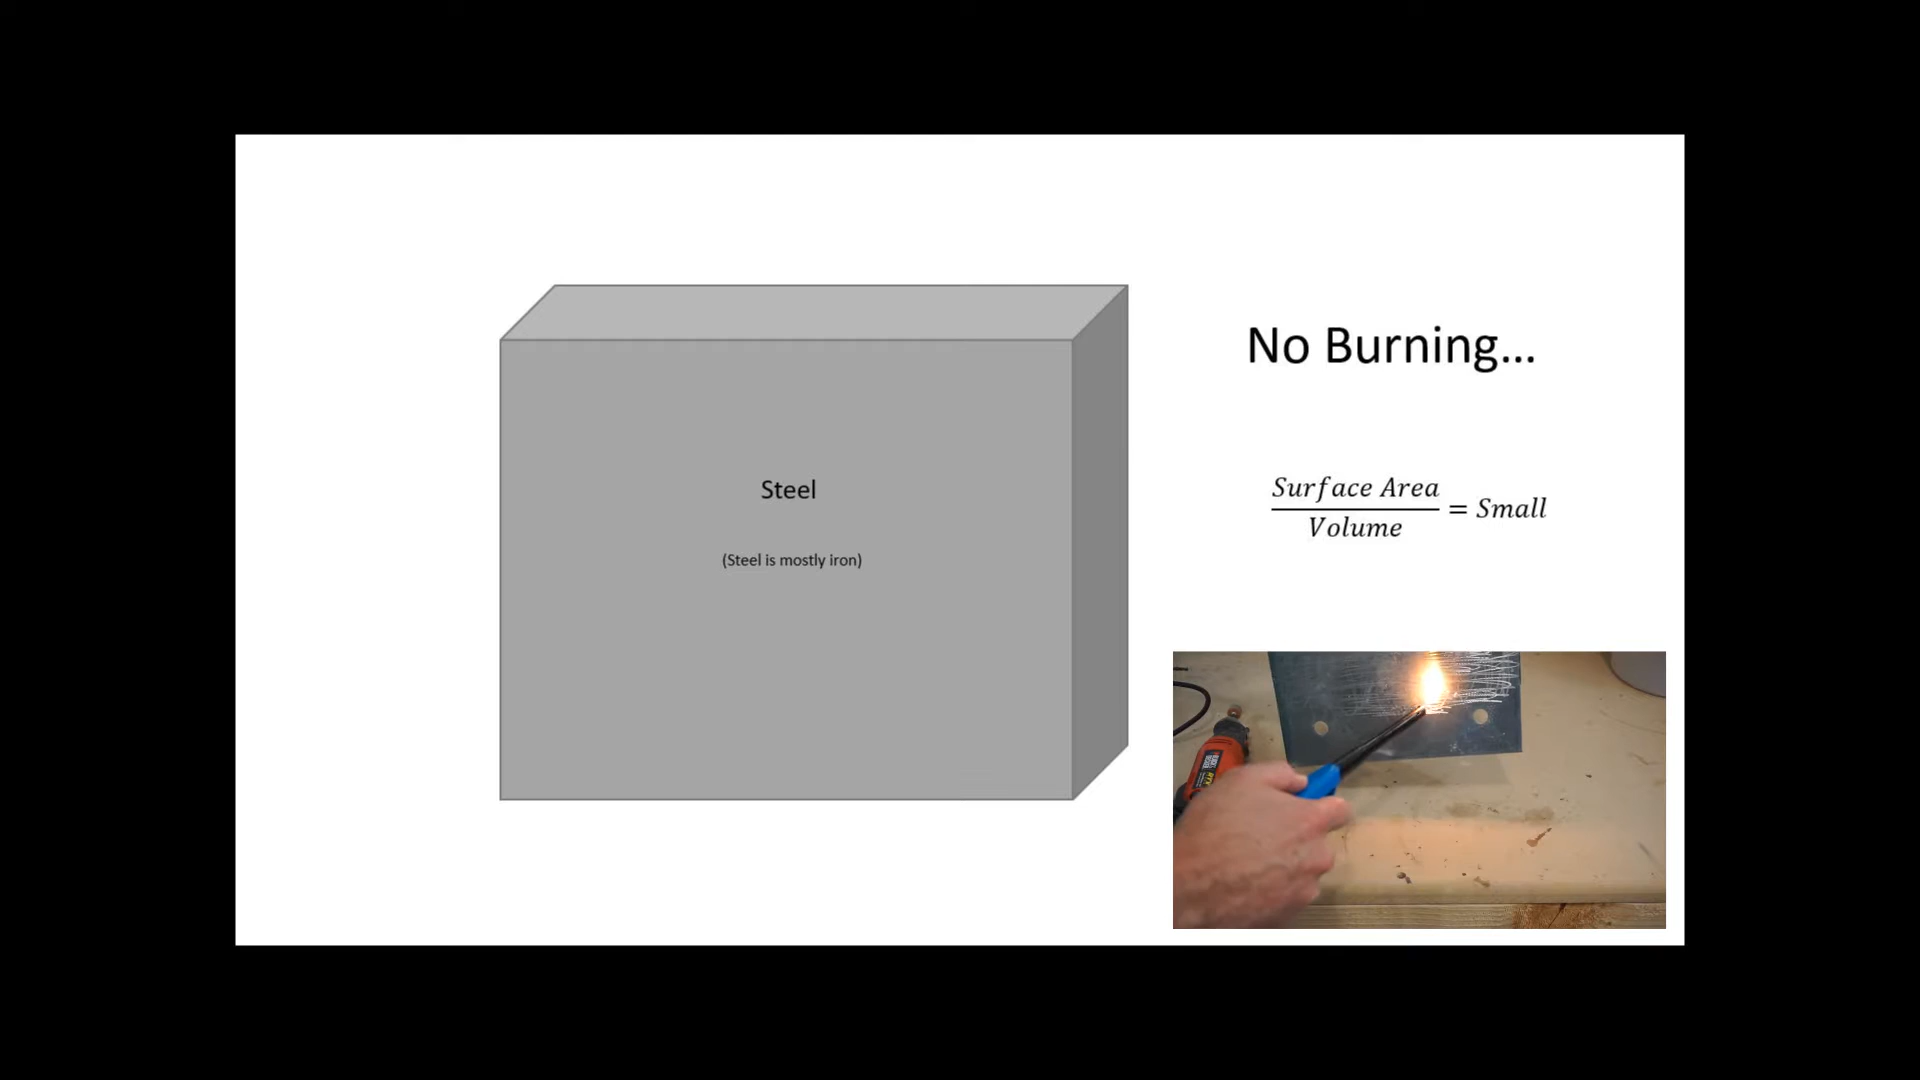 Steel
(Steel is mostly iron)
No Burning...
Surface Area
Volume
= Small